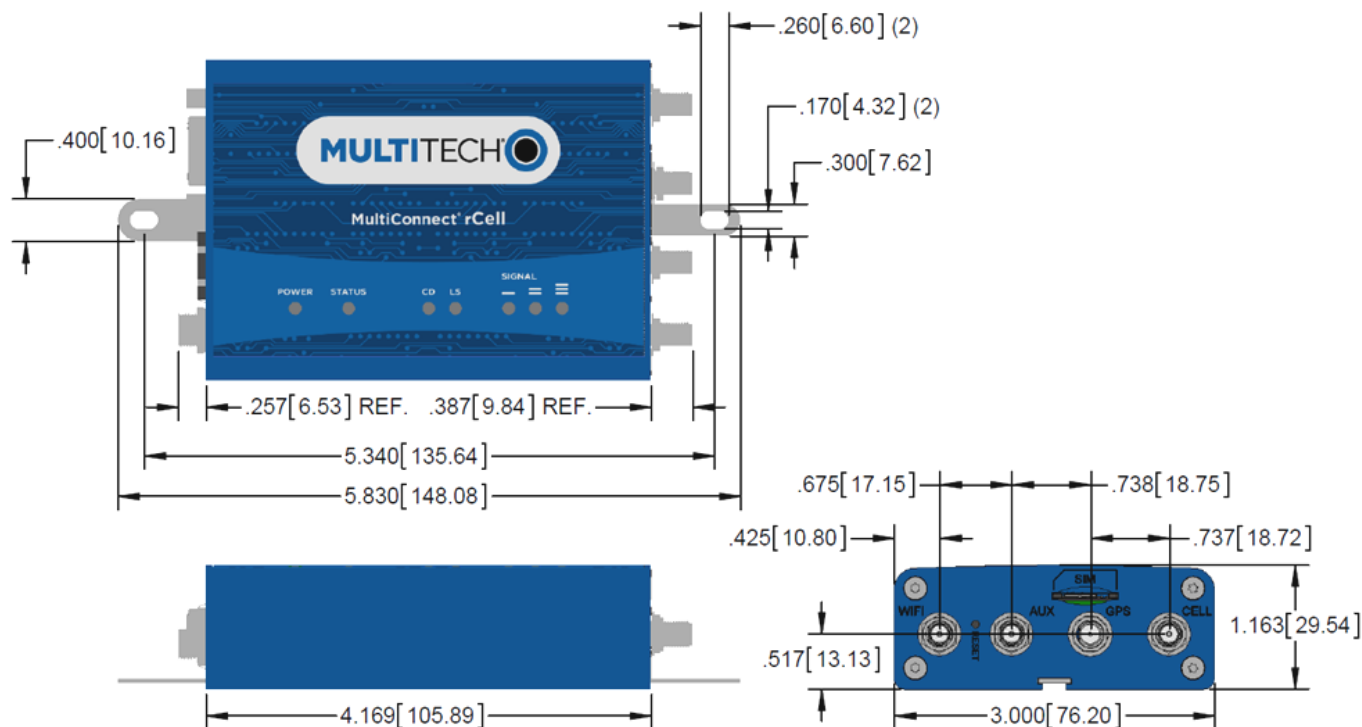 .260[6.60] (2)
.170[4.32] (2)
.400[10.16]
.300[7.62]
MULTITECH®
MultiConnect® rCell
SIGNAL
POWER STATUS CD LS
.257[6.53] REF. .387[9.84] REF.
5.340[135.64]
5.830[148.08]
.675[17.15] .738[18.75]
.425[10.80] .737[18.72]
SIM
WIFI AUX GPS CELL
RESET
1.163[29.54]
.517[13.13]
4.169[105.89] 3.000[76.20]